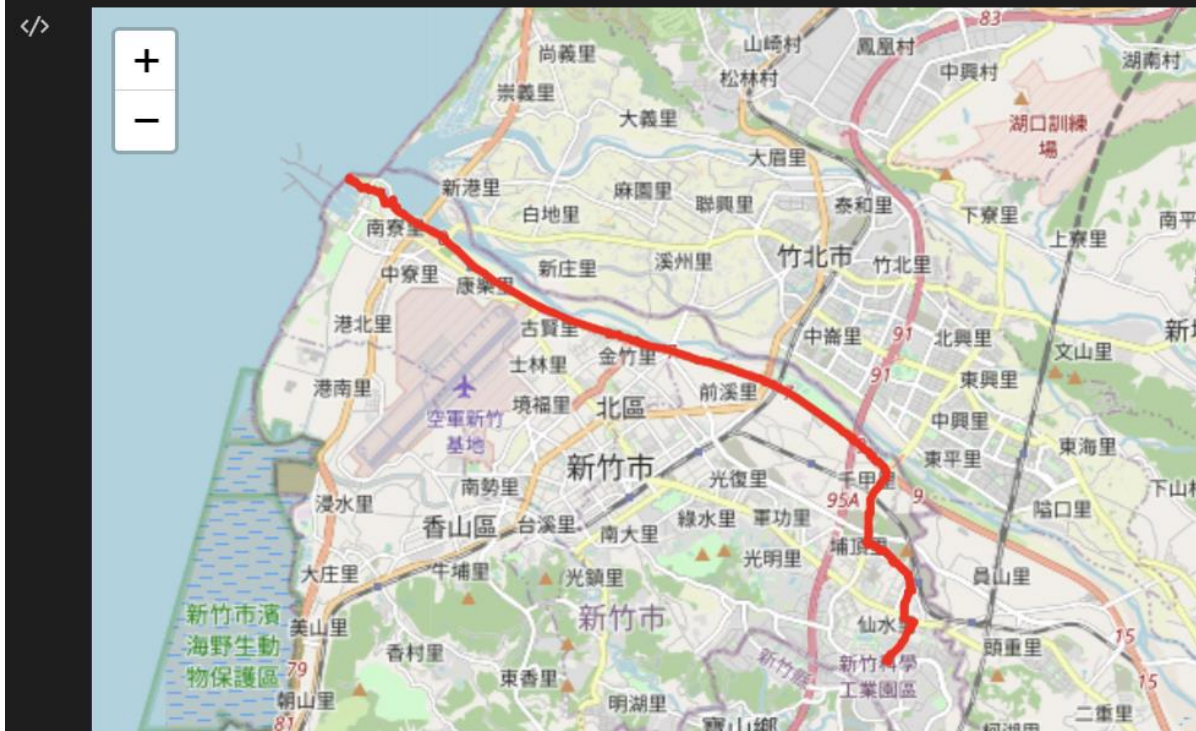 </>
+
−
尚義里
崇義里
大義里
山崎村
松林村
鳳凰村
83
中興村
湖南村
湖口訓練
場
大眉里
新港里
麻園里
聯興里
泰和里
白地里
下寮里
南平
上寮里
南寮里
中寮里
新庄里
溪州里
竹北市
竹北里
康樂里
港北里
古賢里
中崙里
91
北興里
新埔
文山里
士林里
金竹里
91
東興里
港南里
空軍新竹
基地
境福里
北區
前溪里
中興里
東海里
新竹市
光復里
千甲里
東平里
下山村
浸水里
南勢里
95A
9
隘口里
香山區
台溪里
南大里
綠水里
軍功里
大庄里
牛埔里
光鎮里
光明里
埔頂里
員山里
新竹市濱
海野生動
物保護區
美山里
新竹市
仙水里
15
頭重里
79
香村里
東香里
新竹縣
新竹科學
工業園區
15
朝山里
81
明湖里
寶山鄉
柯湖里
二重里